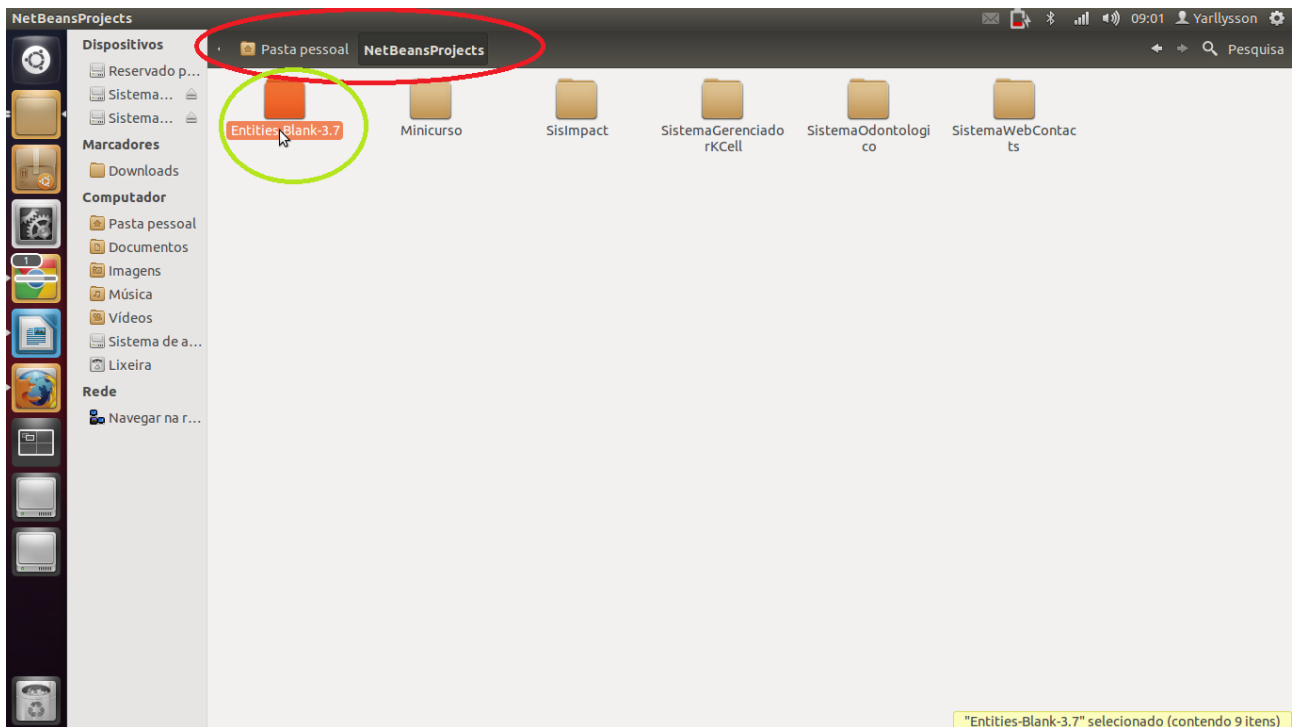 NetBeansProjects
09:01 Yarllysson
Dispositivos
Reservado p...
Sistema...
Sistema...
Marcadores
Downloads
Computador
Pasta pessoal
Documentos
Imagens
Música
Vídeos
Sistema de a...
Lixeira
Rede
Navegar na r...
Pasta pessoal NetBeansProjects
Pesquisa
Entities-Blank-3.7
Minicurso
SisImpact
SistemaGerenciado
rKCell
SistemaOdontologi
co
SistemaWebContac
ts
1
"Entities-Blank-3.7" selecionado (contendo 9 itens)